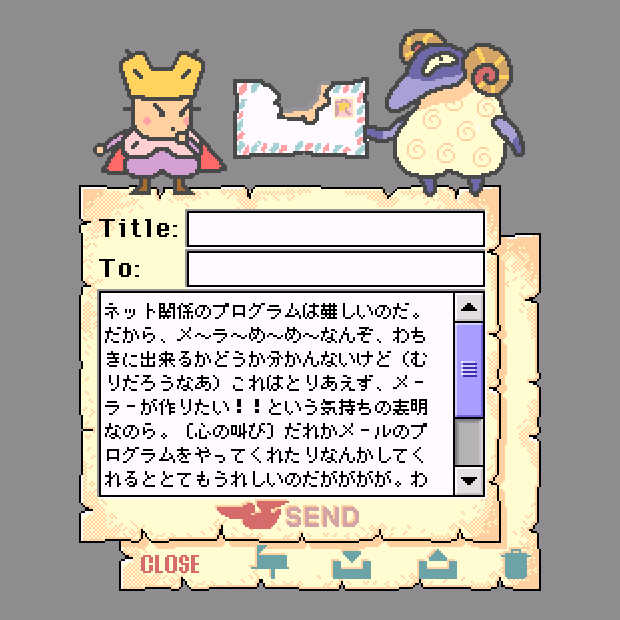 Title:
To:
ネット関係のプログラムは難しいのだ。
だから、メ～ラ～め～め～なんぞ、わち
きに出来るかどうか分かんないけど（む
りだろうなあ）これはとりあえず、メー
ラーが作りたい！！という気持ちの表明
なのら。〔心の叫び〕だれかメールのプ
ログラムをやってくれたりなんかしてく
れるととてもうれしいのだがががが。わ
SEND
CLOSE